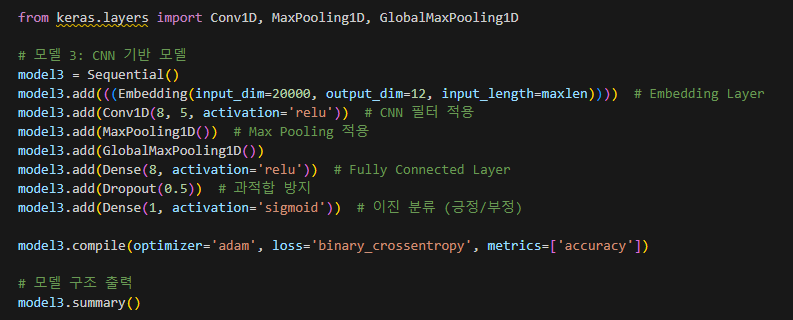 from keras.layers import Conv1D, MaxPooling1D, GlobalMaxPooling1D
# 모델 3: CNN 기반 모델
model3 = Sequential()
model3.add(((Embedding(input_dim=20000, output_dim=12, input_length=maxlen))))  # Embedding Layer
model3.add(Conv1D(8, 5, activation='relu'))  # CNN 필터 적용
model3.add(MaxPooling1D())  # Max Pooling 적용
model3.add(GlobalMaxPooling1D())
model3.add(Dense(8, activation='relu'))  # Fully Connected Layer
model3.add(Dropout(0.5))  # 과적합 방지
model3.add(Dense(1, activation='sigmoid'))  # 이진 분류 (긍정/부정)
model3.compile(optimizer='adam', loss='binary_crossentropy', metrics=['accuracy'])
# 모델 구조 출력
model3.summary()